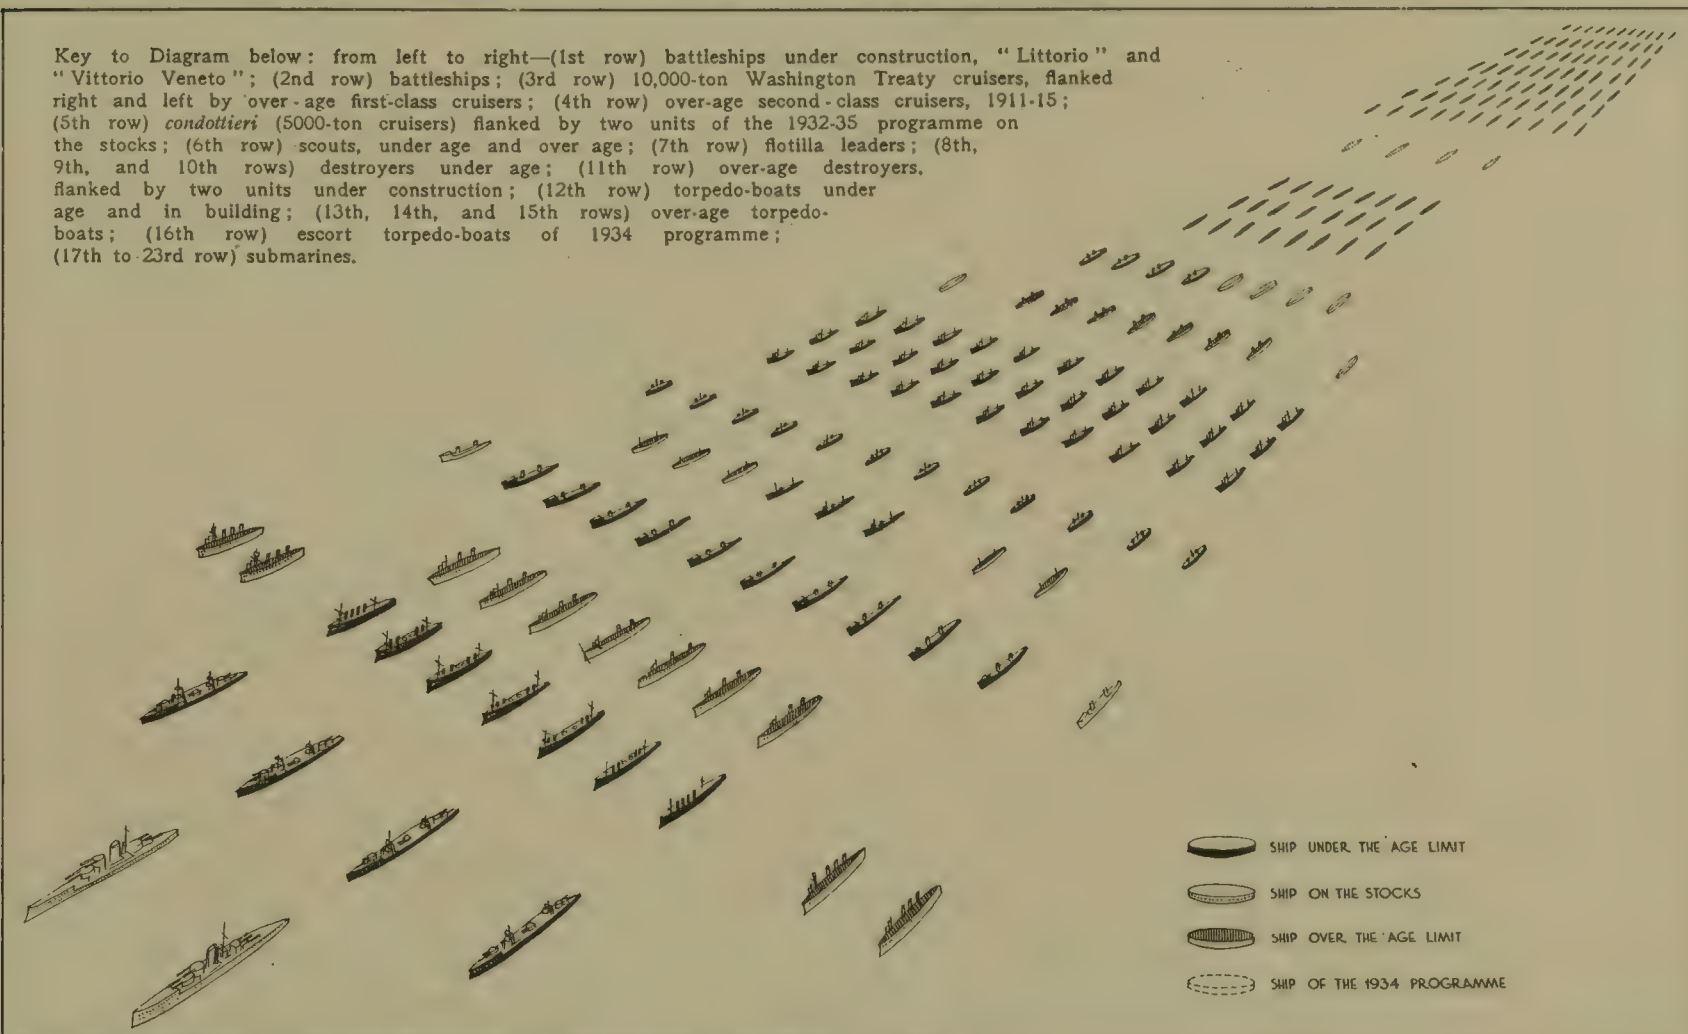 Key to Diagram below: from left to right—(1st row) battleships under construction, “Littorio” and
“Vittorio Veneto”; (2nd row) battleships; (3rd row) 10,000-ton Washington Treaty cruisers, flanked
right and left by over-age first-class cruisers; (4th row) over-age second-class cruisers, 1911-15;
(5th row) condottieri (5000-ton cruisers) flanked by two units of the 1932-35 programme on
the stocks; (6th row) scouts, under age and over age; (7th row) flotilla leaders; (8th,
9th, and 10th rows) destroyers under age; (11th row) over-age destroyers,
flanked by two units under construction; (12th row) torpedo-boats under
age and in building; (13th, 14th, and 15th rows) over-age torpedo-
boats; (16th row) escort torpedo-boats of 1934 programme;
(17th to 23rd row) submarines.
SHIP UNDER THE AGE LIMIT
SHIP ON THE STOCKS
SHIP OVER THE AGE LIMIT
SHIP OF THE 1934 PROGRAMME